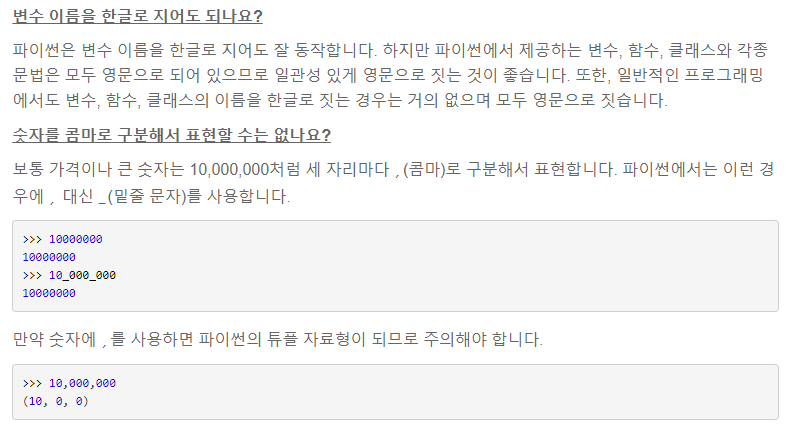 변수 이름을 한글로 지어도 되나요?
파이썬은 변수 이름을 한글로 지어도 잘 동작합니다. 하지만 파이썬에서 제공하는 변수, 함수, 클래스와 각종
문법은 모두 영문으로 되어 있으므로 일관성 있게 영문으로 짓는 것이 좋습니다. 또한, 일반적인 프로그래밍
에서도 변수, 함수, 클래스의 이름을 한글로 짓는 경우는 거의 없으며 모두 영문으로 짓습니다.
숫자를 콤마로 구분해서 표현할 수는 없나요?
보통 가격이나 큰 숫자는 10,000,000처럼 세 자리마다 ,(콤마)로 구분해서 표현합니다. 파이썬에서는 이런 경
우에 , 대신 _(밑줄 문자)를 사용합니다.
>>> 10000000
10000000
>>> 10_000_000
10000000
만약 숫자에 ,를 사용하면 파이썬의 튜플 자료형이 되므로 주의해야 합니다.
>>> 10,000,000
(10, 0, 0)